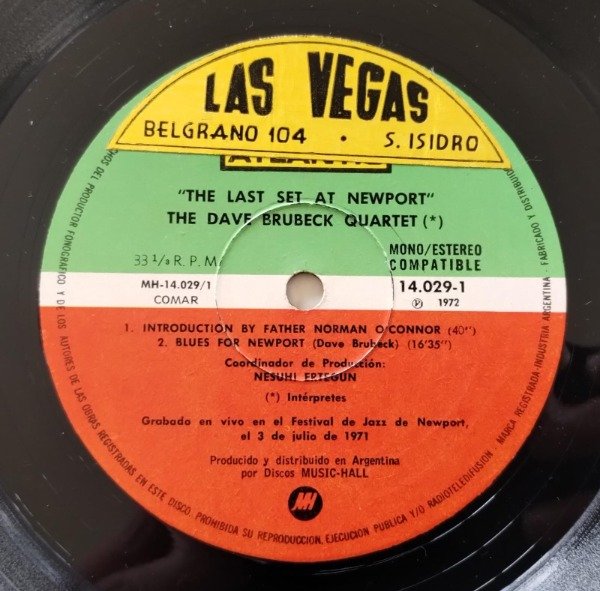 LAS VEGAS
BELGRANO 104 • S. ISIDRO
ATLANTIC
"THE LAST SET AT NEWPORT"
THE DAVE BRUBECK QUARTET (*)
33 1/3 R.P.M.
MONO/ESTEREO
COMPATIBLE
MH-14.029/1
COMAR
14.029-1
Ⓟ 1972
1. INTRODUCTION BY FATHER NORMAN O'CONNOR (40")
2. BLUES FOR NEWPORT (Dave Brubeck) (16'35")
Coordinador de Producción:
NESUHI ERTEGUN
(*) Intérpretes
Grabado en vivo en el Festival de Jazz de Newport,
el 3 de julio de 1971
Producido y distribuido en Argentina
por Discos MUSIC-HALL
MH
CHOS DEL PRODUCTOR FONOGRAFICO Y DE LOS AUTORES DE LAS OBRAS REGISTRADAS EN ESTE DISCO. PROHIBIDA SU REPRODUCCION, EJECUCION PUBLICA Y/O RADIOTELEDIFUSION - MARCA REGISTRADA - INDUSTRIA ARGENTINA - FABRICADO Y DISTRIBUIDO